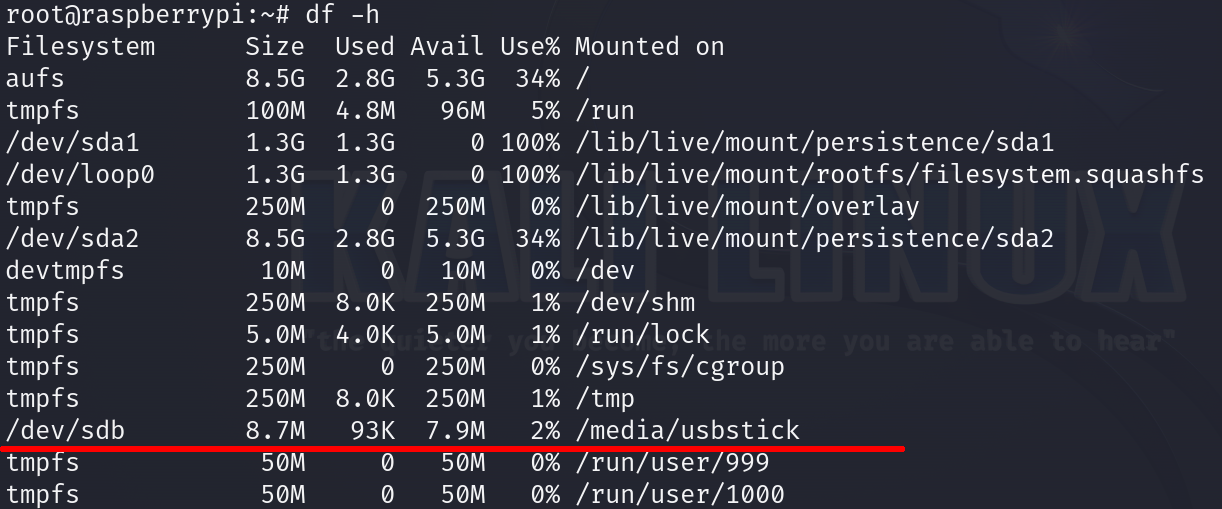 root@raspberrypi:~# df -h
Filesystem      Size  Used Avail Use% Mounted on
aufs            8.5G  2.8G  5.3G  34% /
tmpfs           100M  4.8M   96M   5% /run
/dev/sda1       1.3G  1.3G     0 100% /lib/live/mount/persistence/sda1
/dev/loop0      1.3G  1.3G     0 100% /lib/live/mount/rootfs/filesystem.squashfs
tmpfs           250M     0  250M   0% /lib/live/mount/overlay
/dev/sda2       8.5G  2.8G  5.3G  34% /lib/live/mount/persistence/sda2
devtmpfs         10M     0   10M   0% /dev
tmpfs           250M  8.0K  250M   1% /dev/shm
tmpfs           5.0M  4.0K  5.0M   1% /run/lock
tmpfs           250M     0  250M   0% /sys/fs/cgroup
tmpfs           250M  8.0K  250M   1% /tmp
/dev/sdb        8.7M   93K  7.9M   2% /media/usbstick
tmpfs            50M     0   50M   0% /run/user/999
tmpfs            50M     0   50M   0% /run/user/1000
KALI LINUX
"the quieter you become, the more you are able to hear"